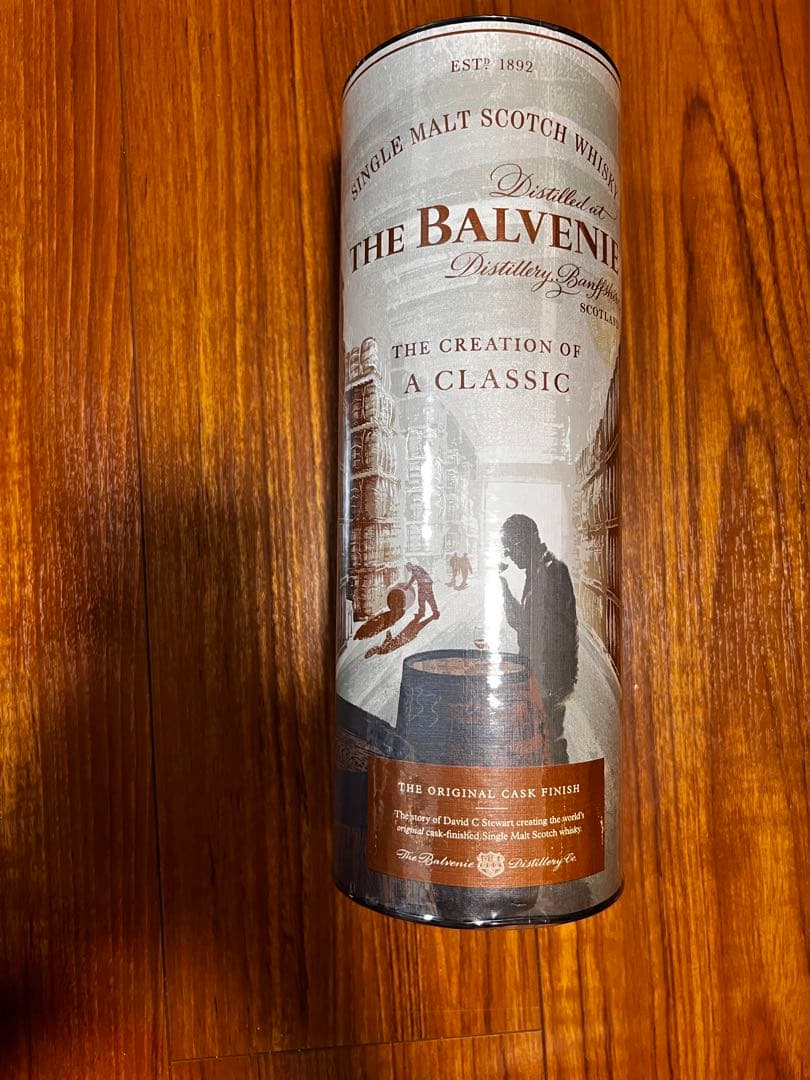 ESTD 1892
SINGLE MALT SCOTCH WHISKY
Distilled at
THE BALVENIE
Distillery, Banffshire
SCOTLAND
THE CREATION OF
A CLASSIC
THE ORIGINAL CASK FINISH
The story of David C Stewart creating the world's
original cask-finished Single Malt Scotch whisky.
The Balvenie Distillery Co.